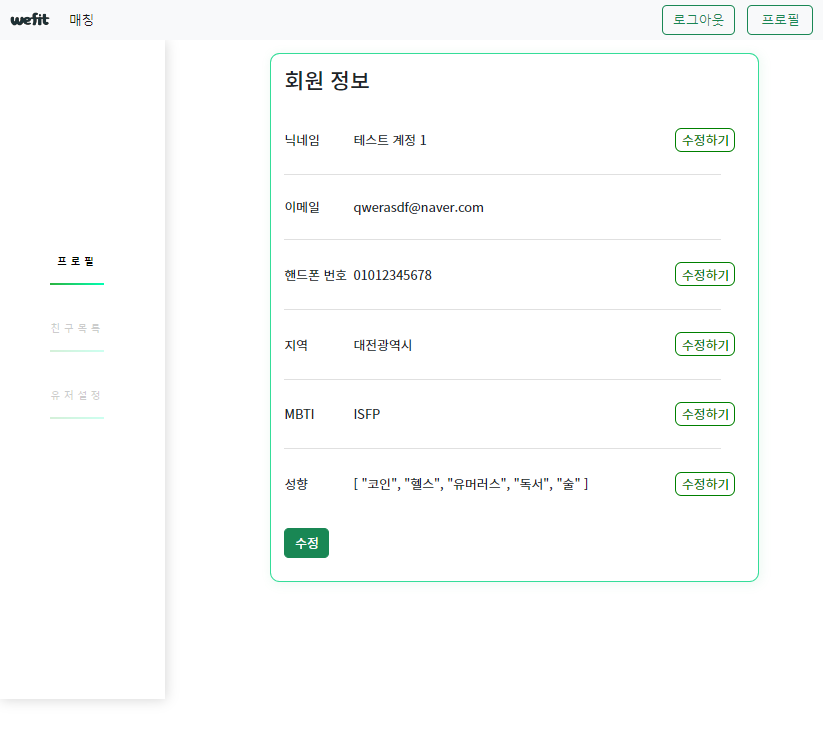 wefit 매칭 로그아웃 프로필
회원 정보
닉네임 테스트 계정 1 수정하기
이메일 qwerasdf@naver.com
프로필
핸드폰 번호 01012345678 수정하기
친구목록
지역 대전광역시 수정하기
유저설정
MBTI ISFP 수정하기
성향 [ "코인", "헬스", "유머러스", "독서", "술" ] 수정하기
수정